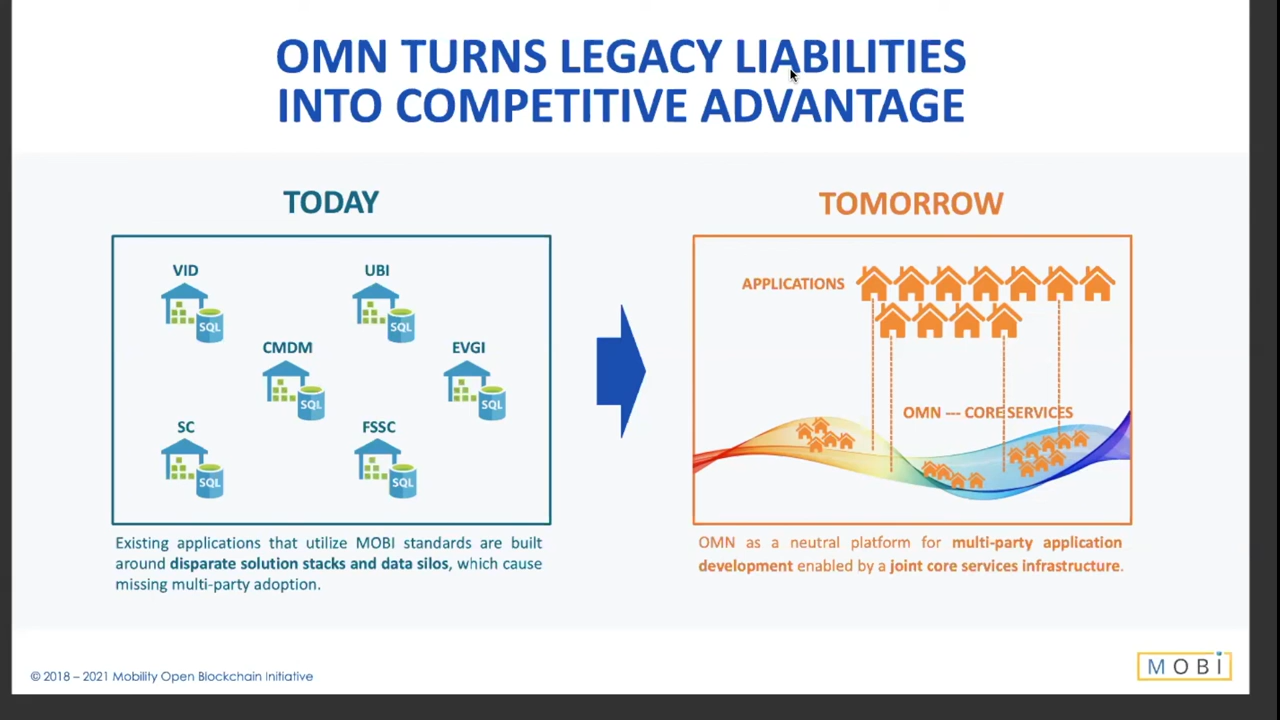 OMN TURNS LEGACY LIABILITIES
INTO COMPETITIVE ADVANTAGE
TODAY
VID
SQL
UBI
SQL
CMDM
SQL
EVGI
SQL
SC
SQL
FSSC
SQL
Existing applications that utilize MOBI standards are built
around disparate solution stacks and data silos, which cause
missing multi-party adoption.
TOMORROW
APPLICATIONS
OMN --- CORE SERVICES
OMN as a neutral platform for multi-party application
development enabled by a joint core services infrastructure.
© 2018 – 2021 Mobility Open Blockchain Initiative
MOBI